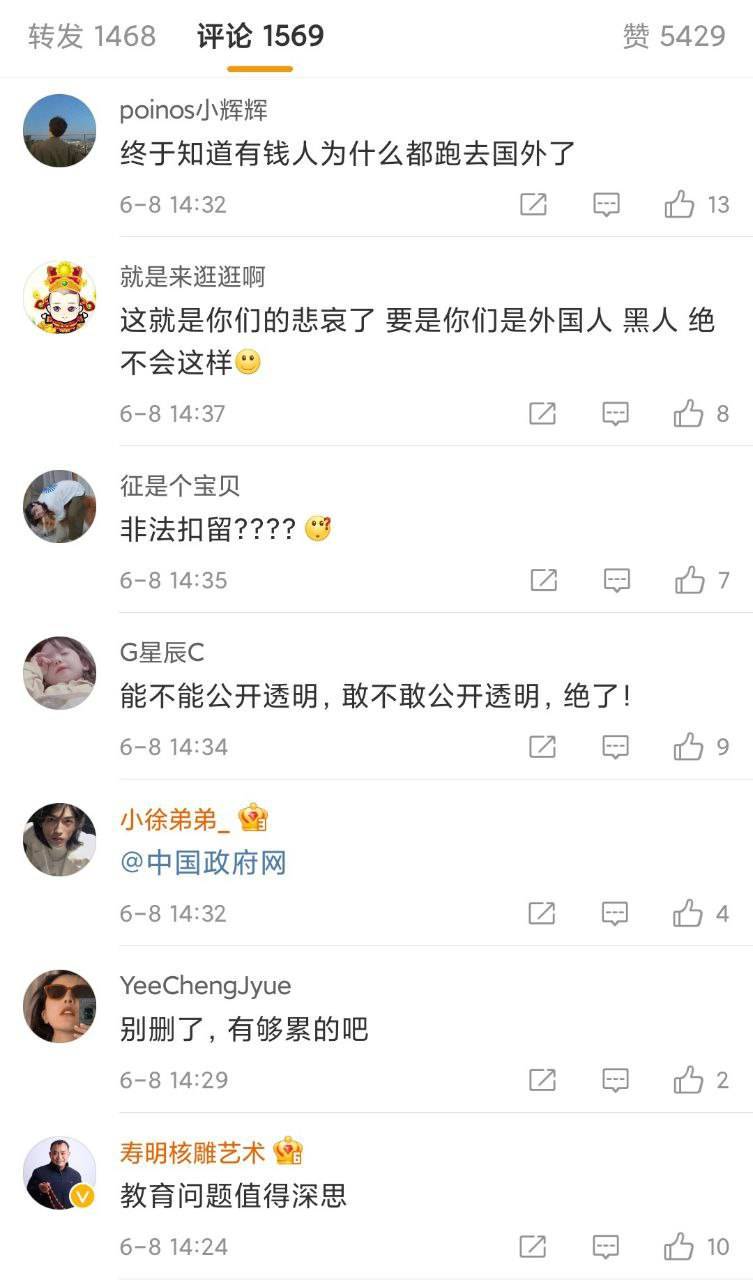 转发 1468 评论 1569 赞 5429
poinos小辉辉
终于知道有钱人为什么都跑去国外了
6-8 14:32 13
就是来逛逛啊
这就是你们的悲哀了 要是你们是外国人 黑人 绝
不会这样
6-8 14:37 8
征是个宝贝
非法扣留????
6-8 14:35 7
G星辰C
能不能公开透明，敢不敢公开透明，绝了！
6-8 14:34 9
小徐弟弟_
@中国政府网
6-8 14:32 4
YeeChengJyue
别删了，有够累的吧
6-8 14:29 2
寿明核雕艺术
教育问题值得深思
6-8 14:24 10